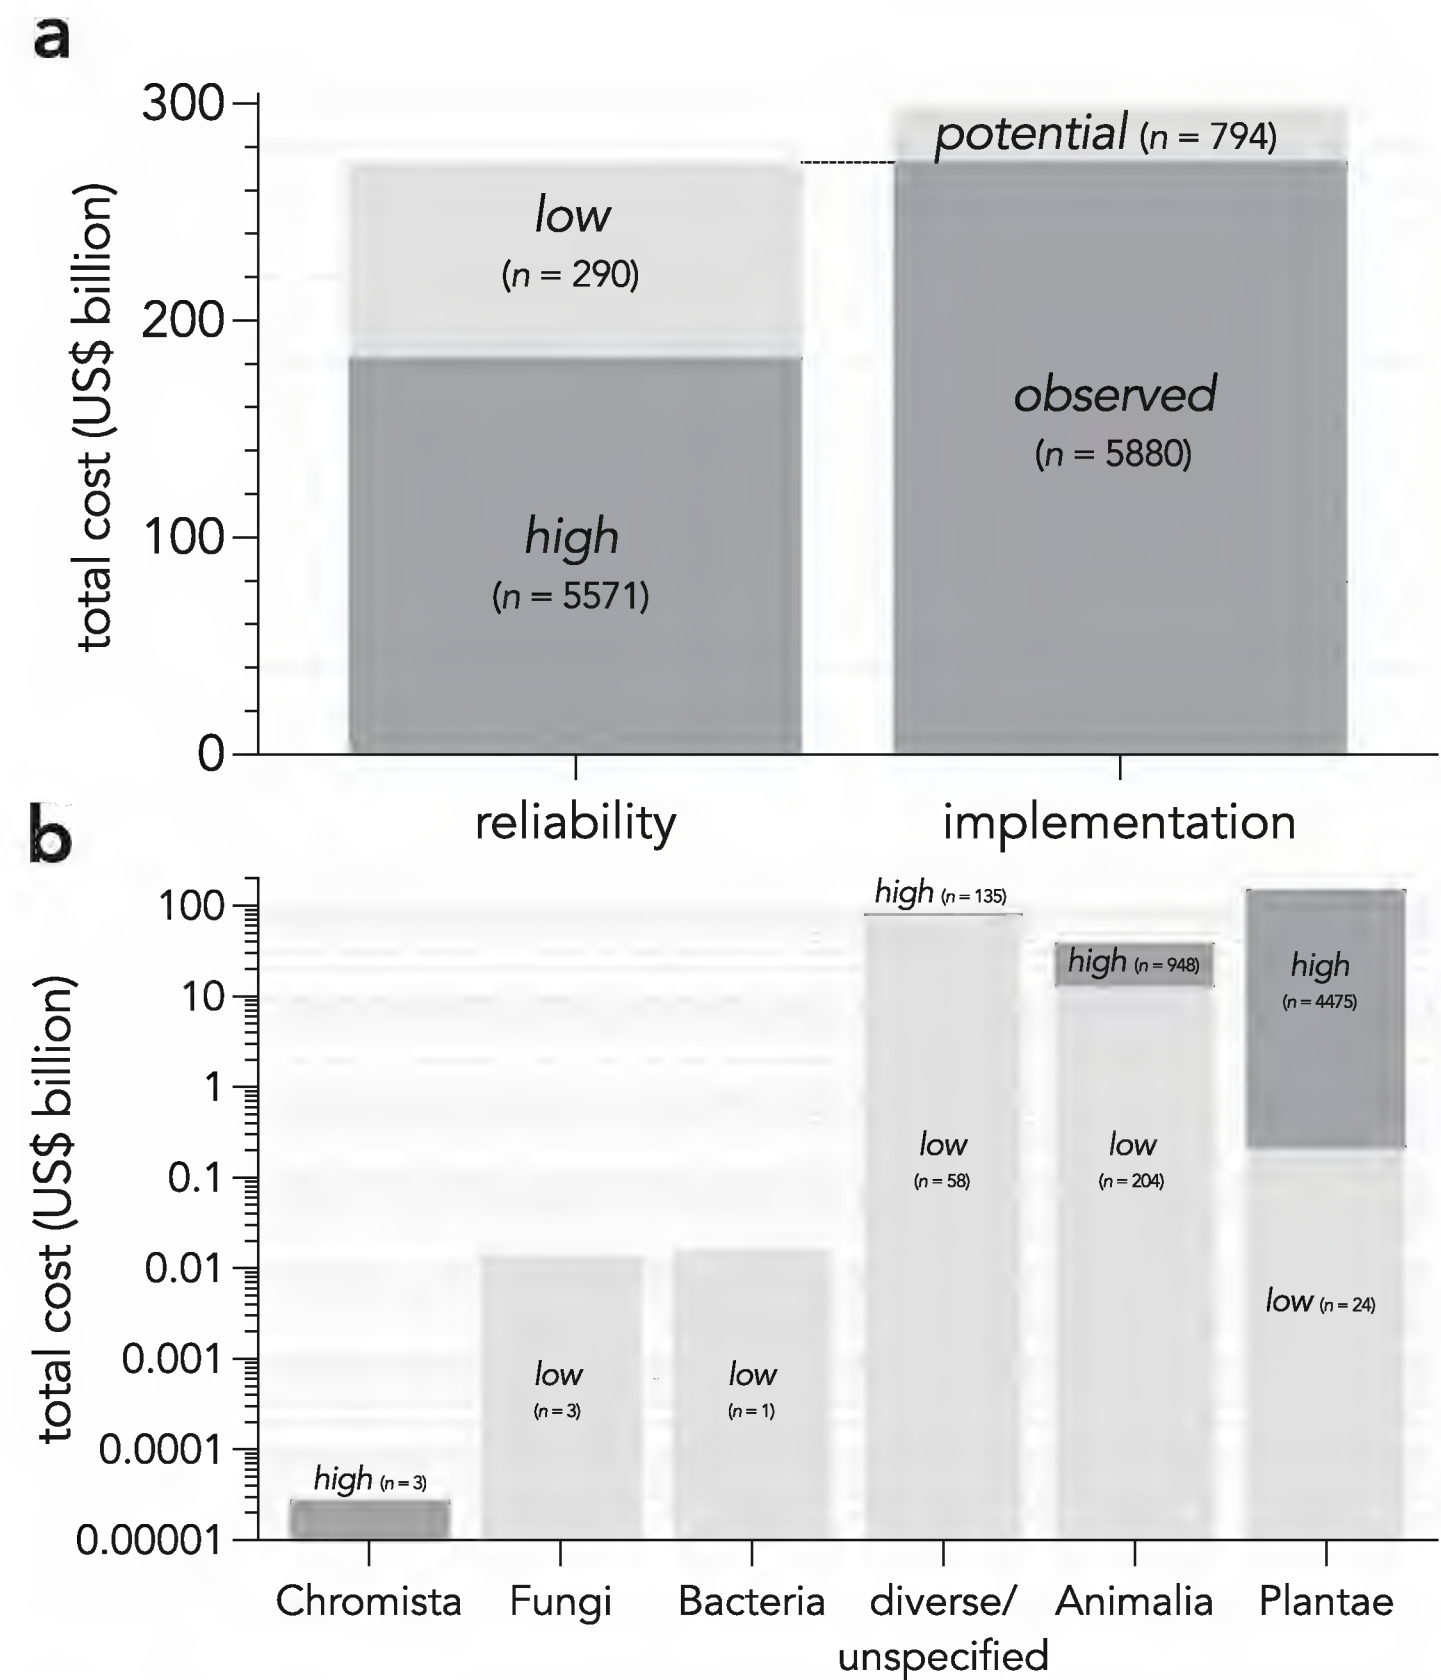 a
total cost (US$ billion)
300
200
100
0
low
(n = 290)
high
(n = 5571)
potential (n = 794)
observed
(n = 5880)
reliability
implementation
b
total cost (US$ billion)
100
10
1
0.1
0.01
0.001
0.0001
0.00001
high (n = 3)
low
(n = 3)
low
(n = 1)
high (n = 135)
low
(n = 58)
high (n = 948)
low
(n = 204)
high
(n = 4475)
low (n = 24)
Chromista
Fungi
Bacteria
diverse/
unspecified
Animalia
Plantae